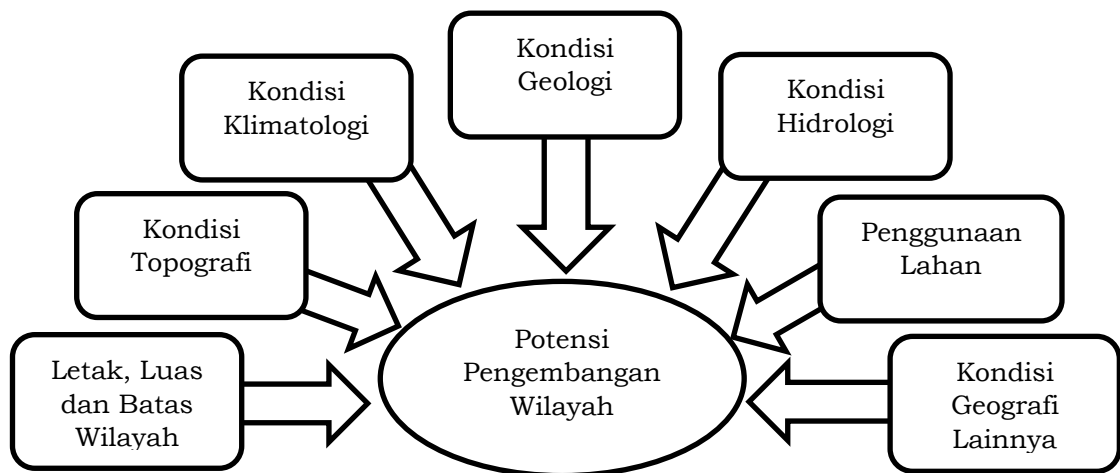 Kondisi
Geologi
Kondisi
Klimatologi
Kondisi
Hidrologi
Kondisi
Topografi
Penggunaan
Lahan
Letak, Luas
dan Batas
Wilayah
Potensi
Pengembangan
Wilayah
Kondisi
Geografi
Lainnya